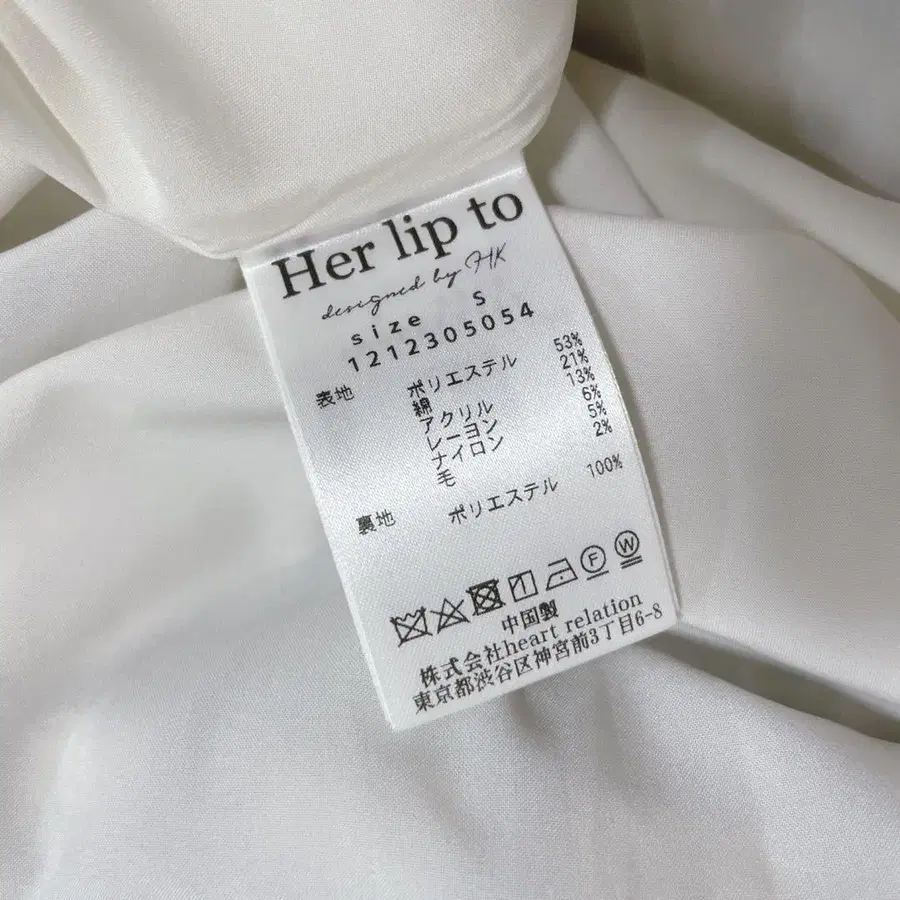 Her lip to
designed by HK
size S
1212305054
表地 ポリエステル 53%
綿 21%
アクリル 13%
レーヨン 6%
ナイロン 5%
毛 2%
裏地 ポリエステル 100%
F W
中国製
株式会社heart relation
東京都渋谷区神宮前3丁目6-8